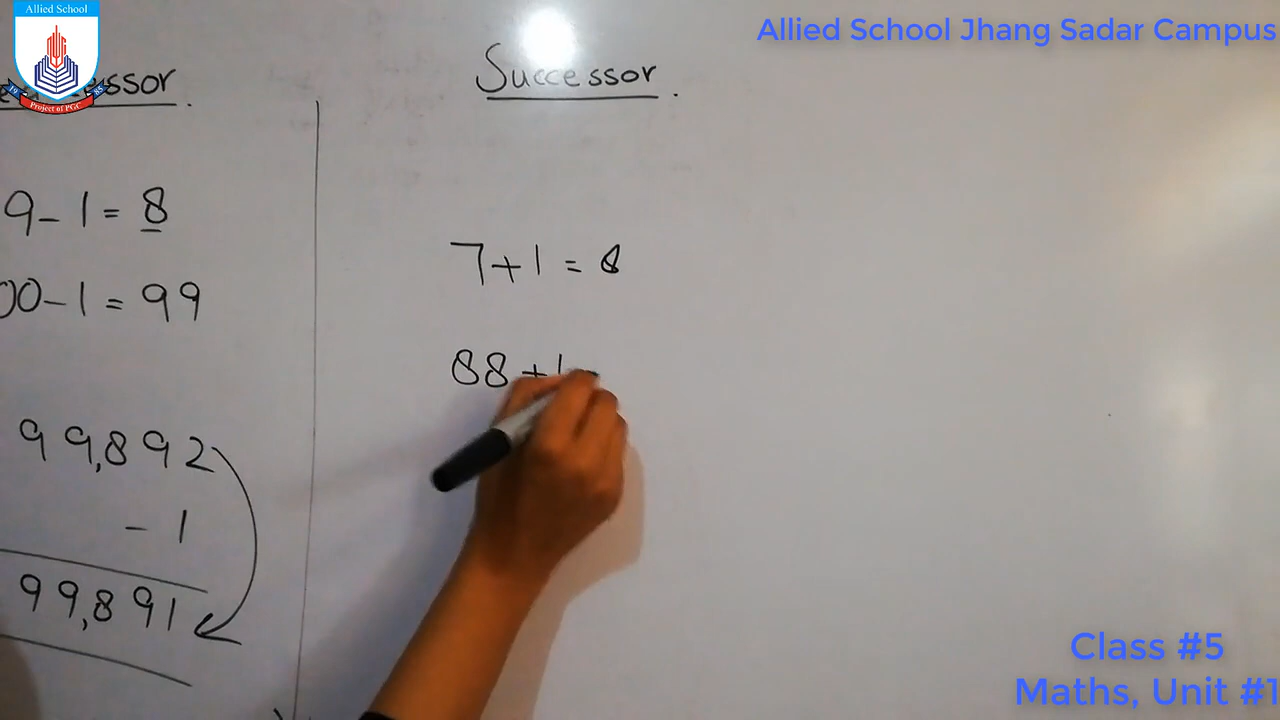 Allied School
Project of PGC
Allied School Jhang Sadar Campus
ssor.
9-1=8
00-1=99
99,892
-1
99,891
Successor.
7+1=8
88+1
Class #5
Maths, Unit #1